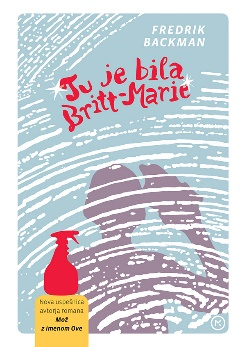 FREDRIK
BACKMAN
Tu je bila
Britt-Marie
Nova uspešnica
avtorja romana
Mož
z imenom Ove